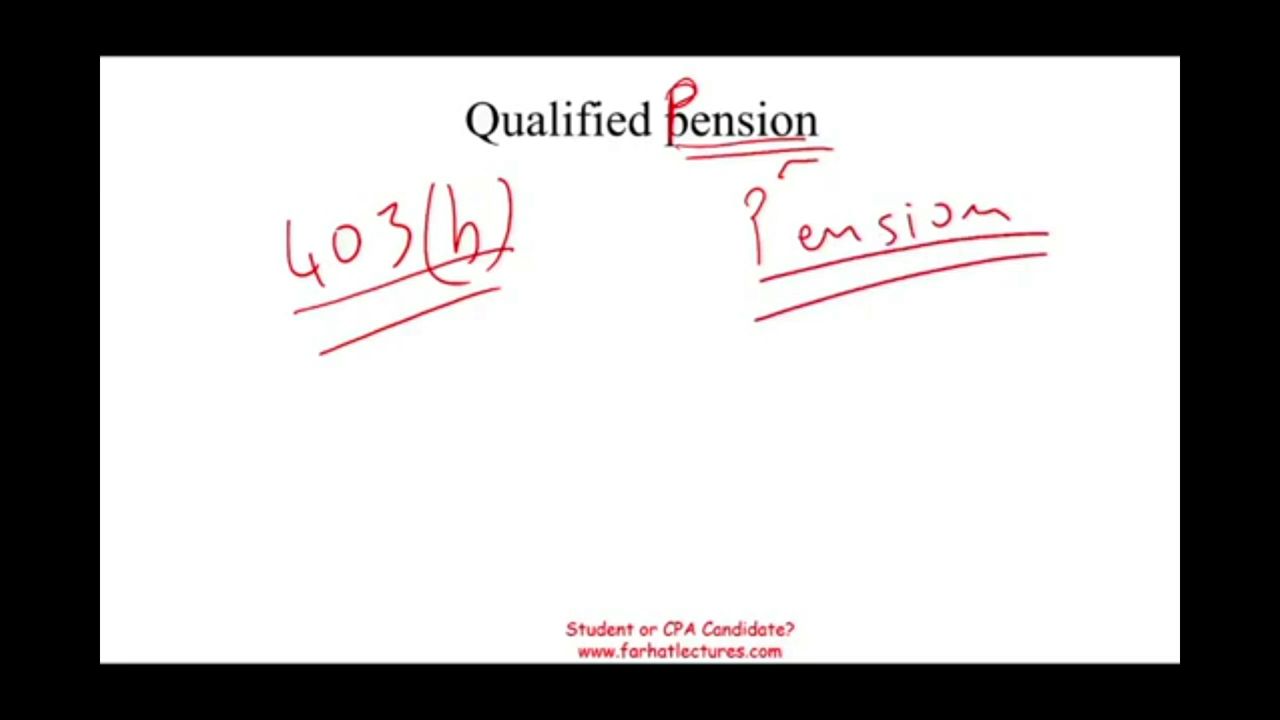 Qualified Pension
403(b) Pension
Student or CPA Candidate?
www.farhatlectures.com